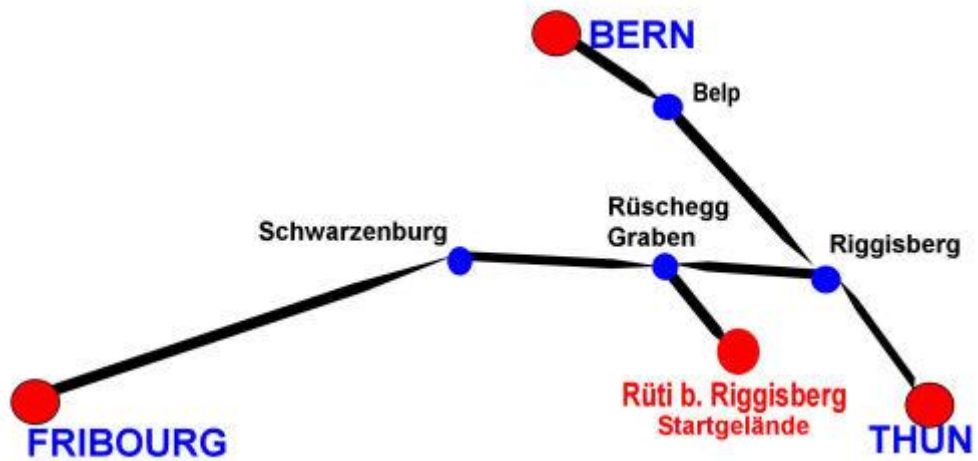 BERN
Belp
Rüschegg
Graben
Schwarzenburg
Riggisberg
Rüti b. Riggisberg
Startgelände
FRIBOURG
THUN